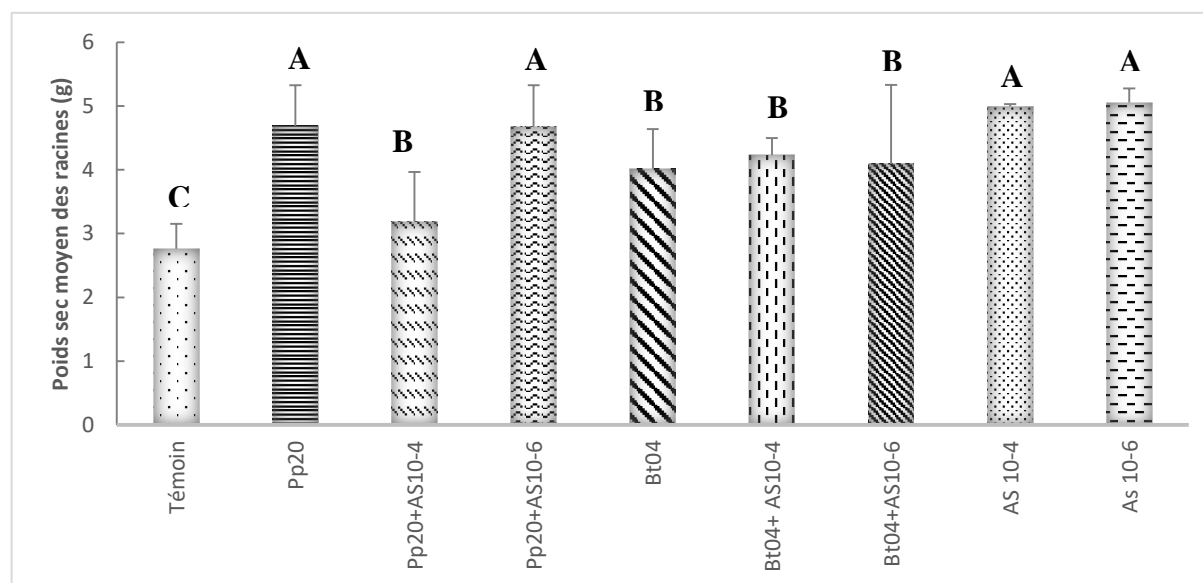 Poids sec moyen des racines (g)
6
5
4
3
2
1
0
C
A
B
A
B
B
B
A
A
Témoin
Pp20
Pp20+AS10-4
Pp20+AS10-6
Bt04
Bt04+ AS10-4
Bt04+AS10-6
AS 10-4
As 10-6